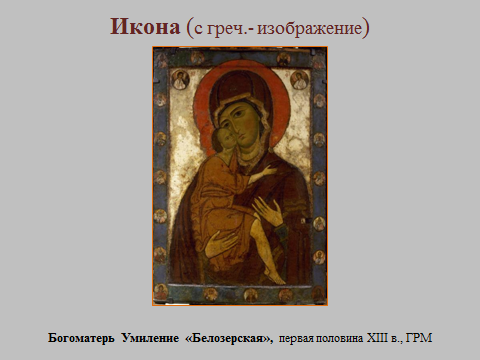 Икона (с греч.- изображение)
Богоматерь Умиление «Белозерская», первая половина XIII в., ГРМ